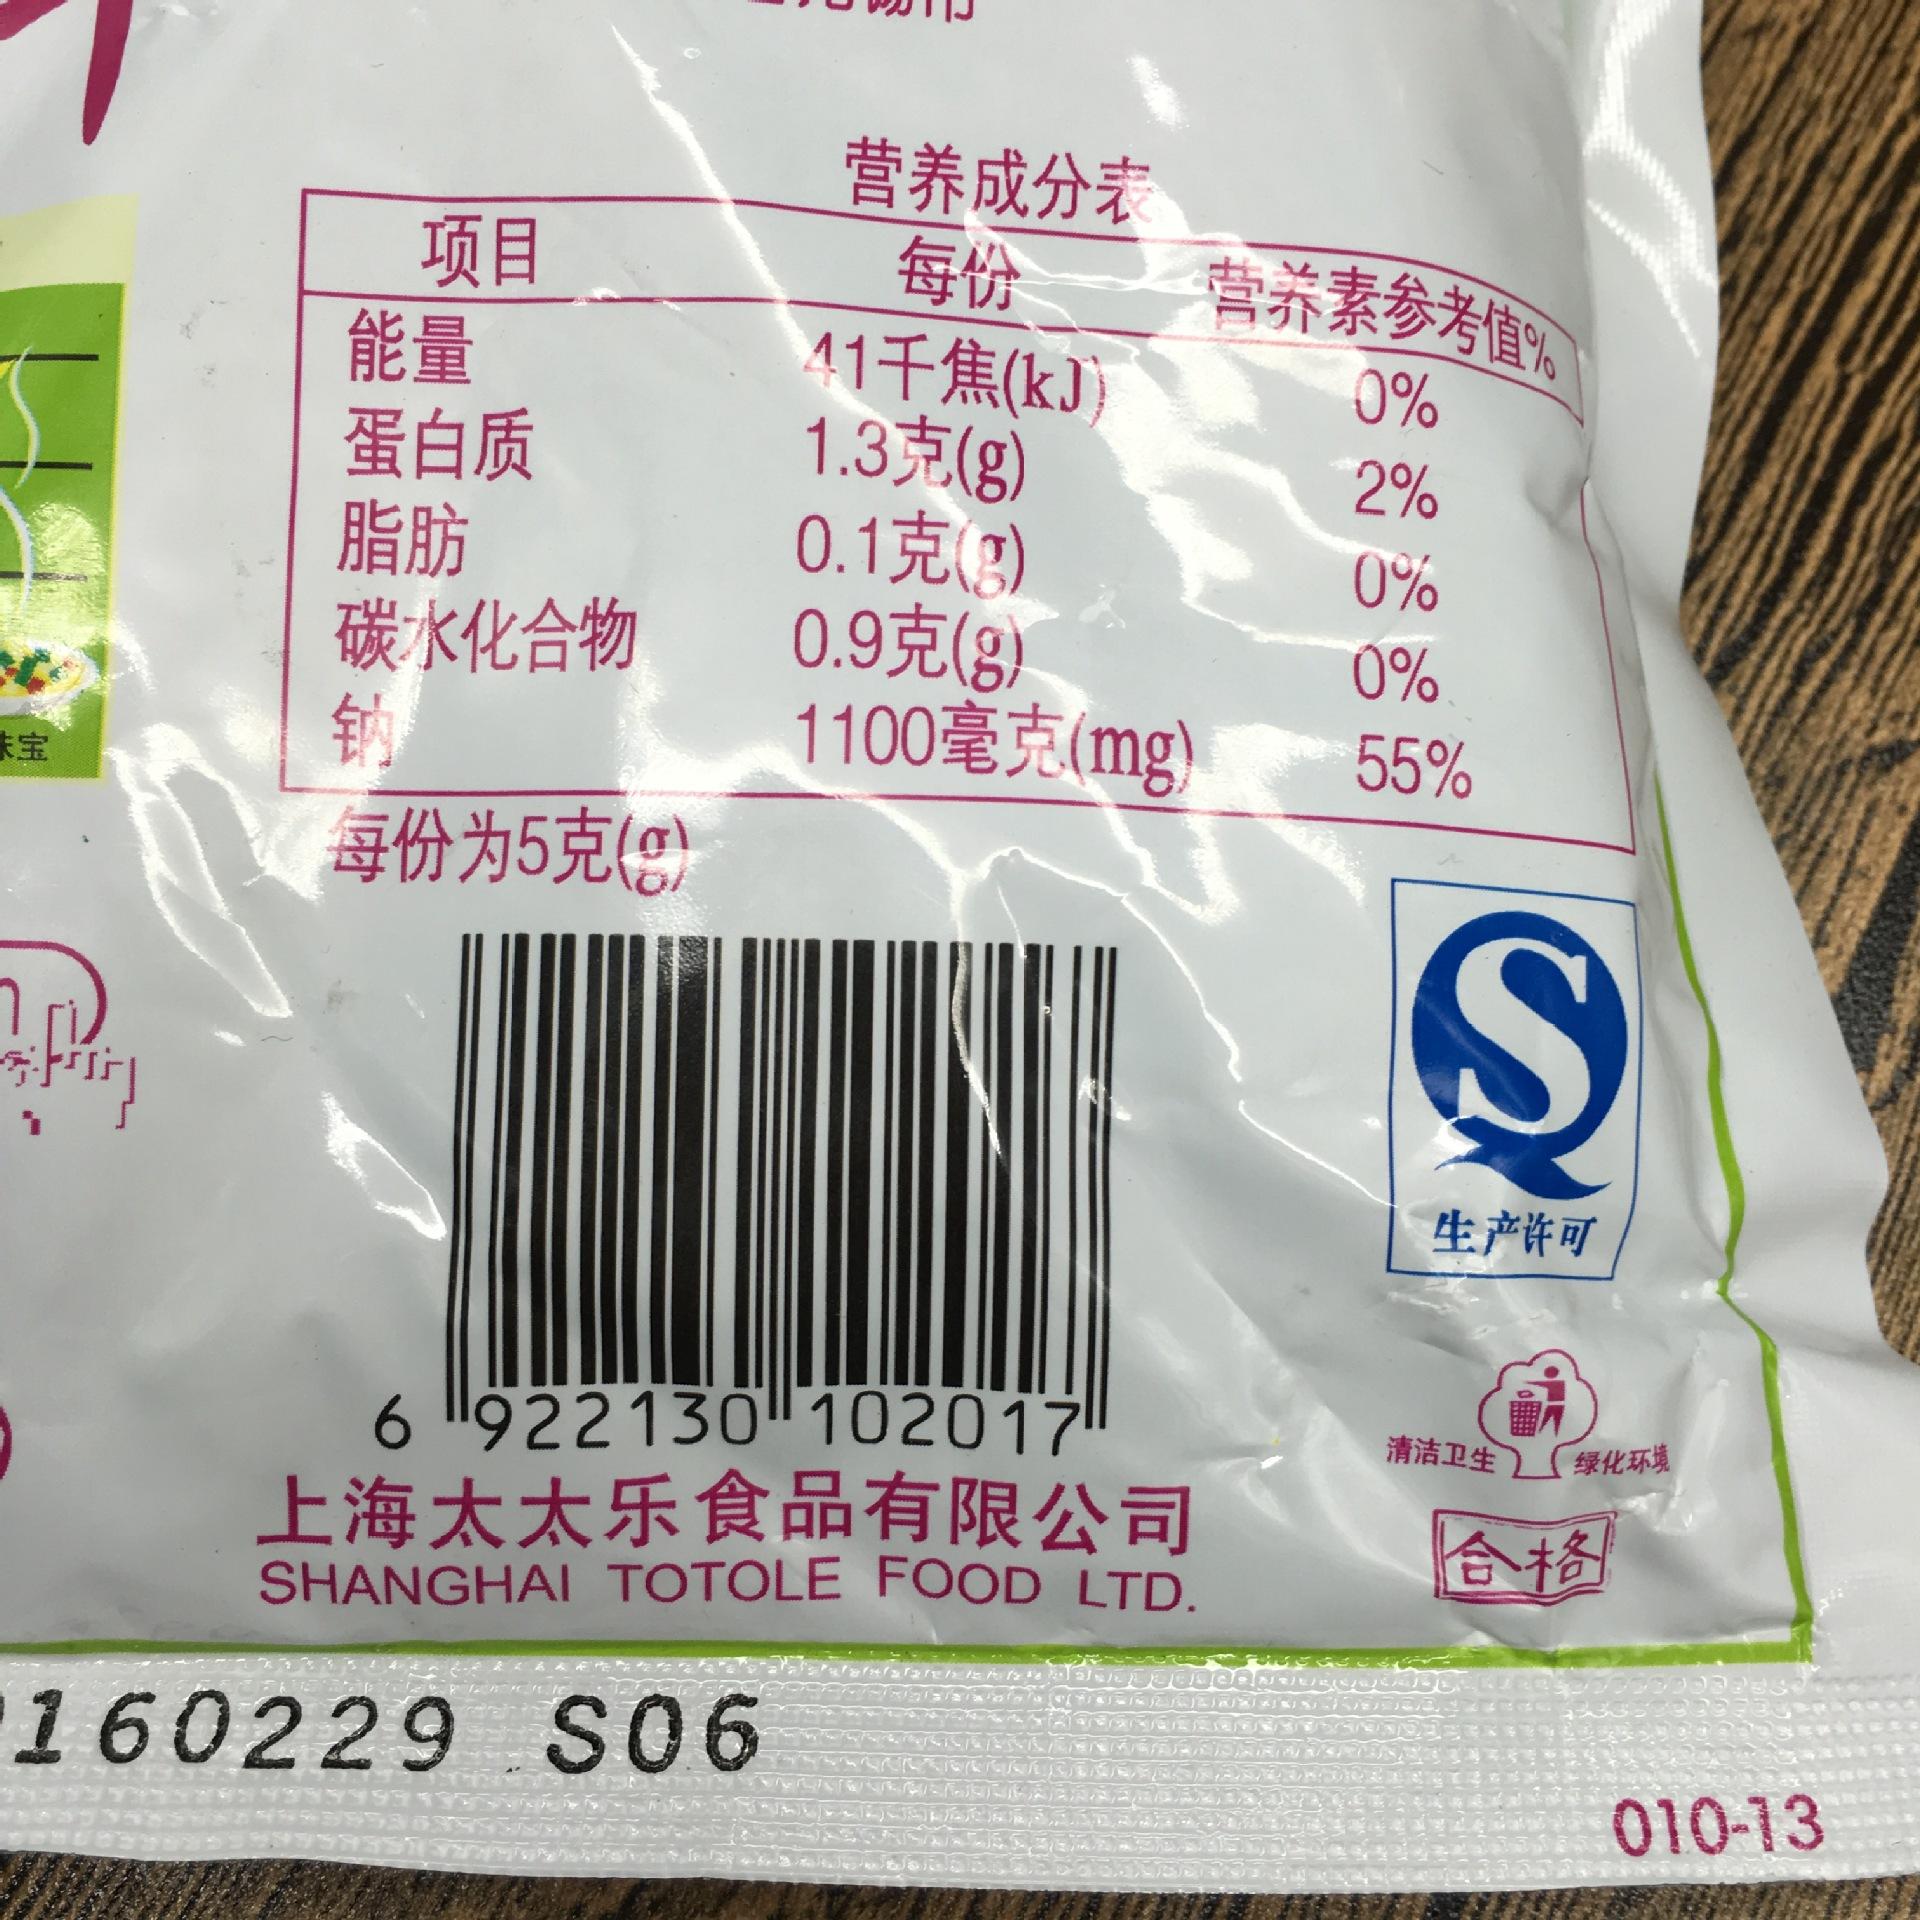 营养成分表
项目 每份 营养素参考值%
能量 41千焦(kJ) 0%
蛋白质 1.3克(g) 2%
脂肪 0.1克(g) 0%
碳水化合物 0.9克(g) 0%
钠 1100毫克(mg) 55%
每份为5克(g)
味宝
生产许可
6 922130 102017
清洁卫生 绿化环境
上海太太乐食品有限公司
SHANGHAI TOTOLE FOOD LTD.
合格
160229 S06
010-13